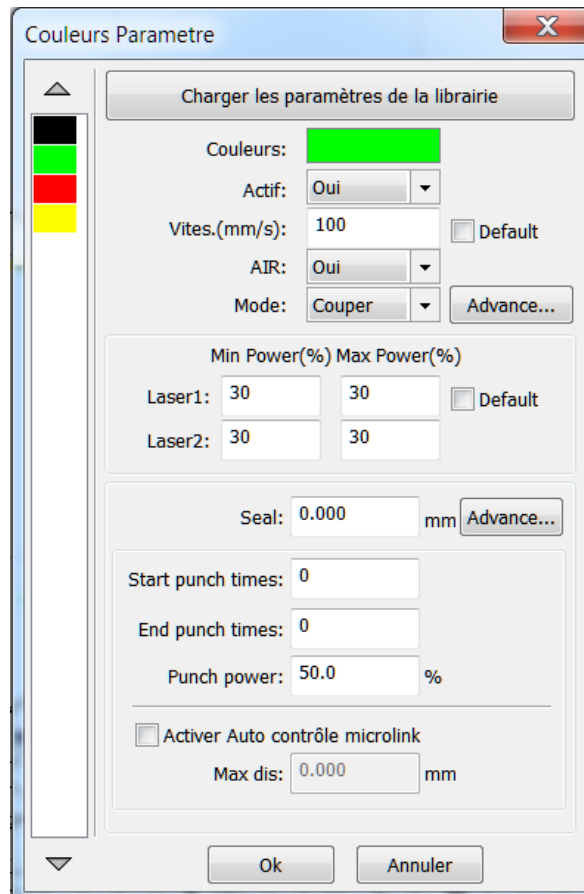 Couleurs Parametre
Charger les paramètres de la librairie
Couleurs:
Actif: Oui
Vites.(mm/s): 100 Default
AIR: Oui
Mode: Couper Advance...
Min Power(%) Max Power(%)
Laser1: 30 30 Default
Laser2: 30 30
Seal: 0.000 mm Advance...
Start punch times: 0
End punch times: 0
Punch power: 50.0 %
Activer Auto contrôle microlink
Max dis: 0.000 mm
Ok Annuler